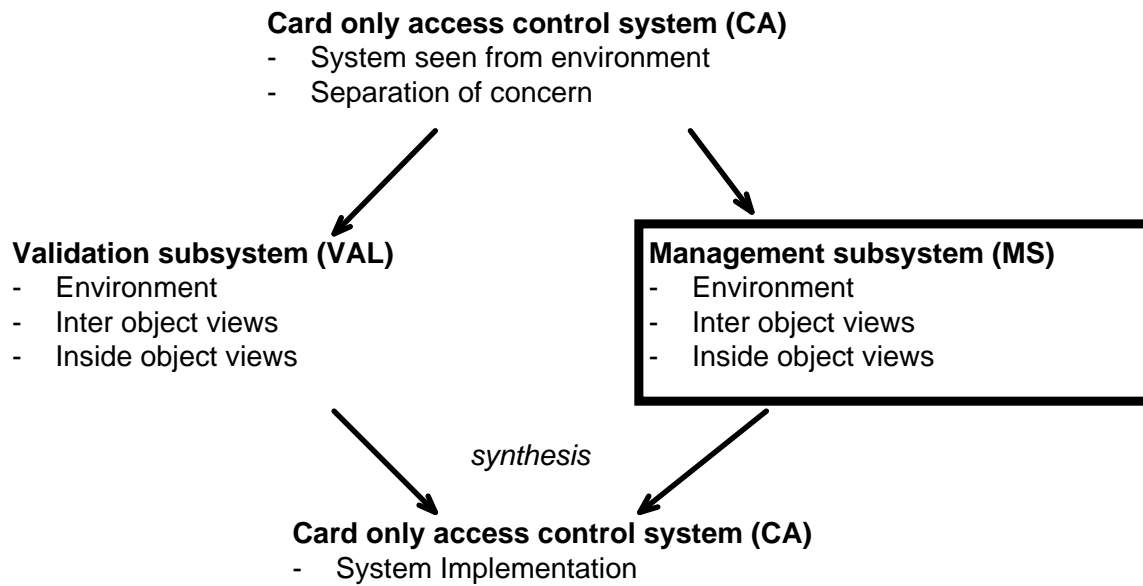 Card only access control system (CA)
- System seen from environment
- Separation of concern
Validation subsystem (VAL)
- Environment
- Inter object views
- Inside object views
Management subsystem (MS)
- Environment
- Inter object views
- Inside object views
synthesis
Card only access control system (CA)
- System Implementation